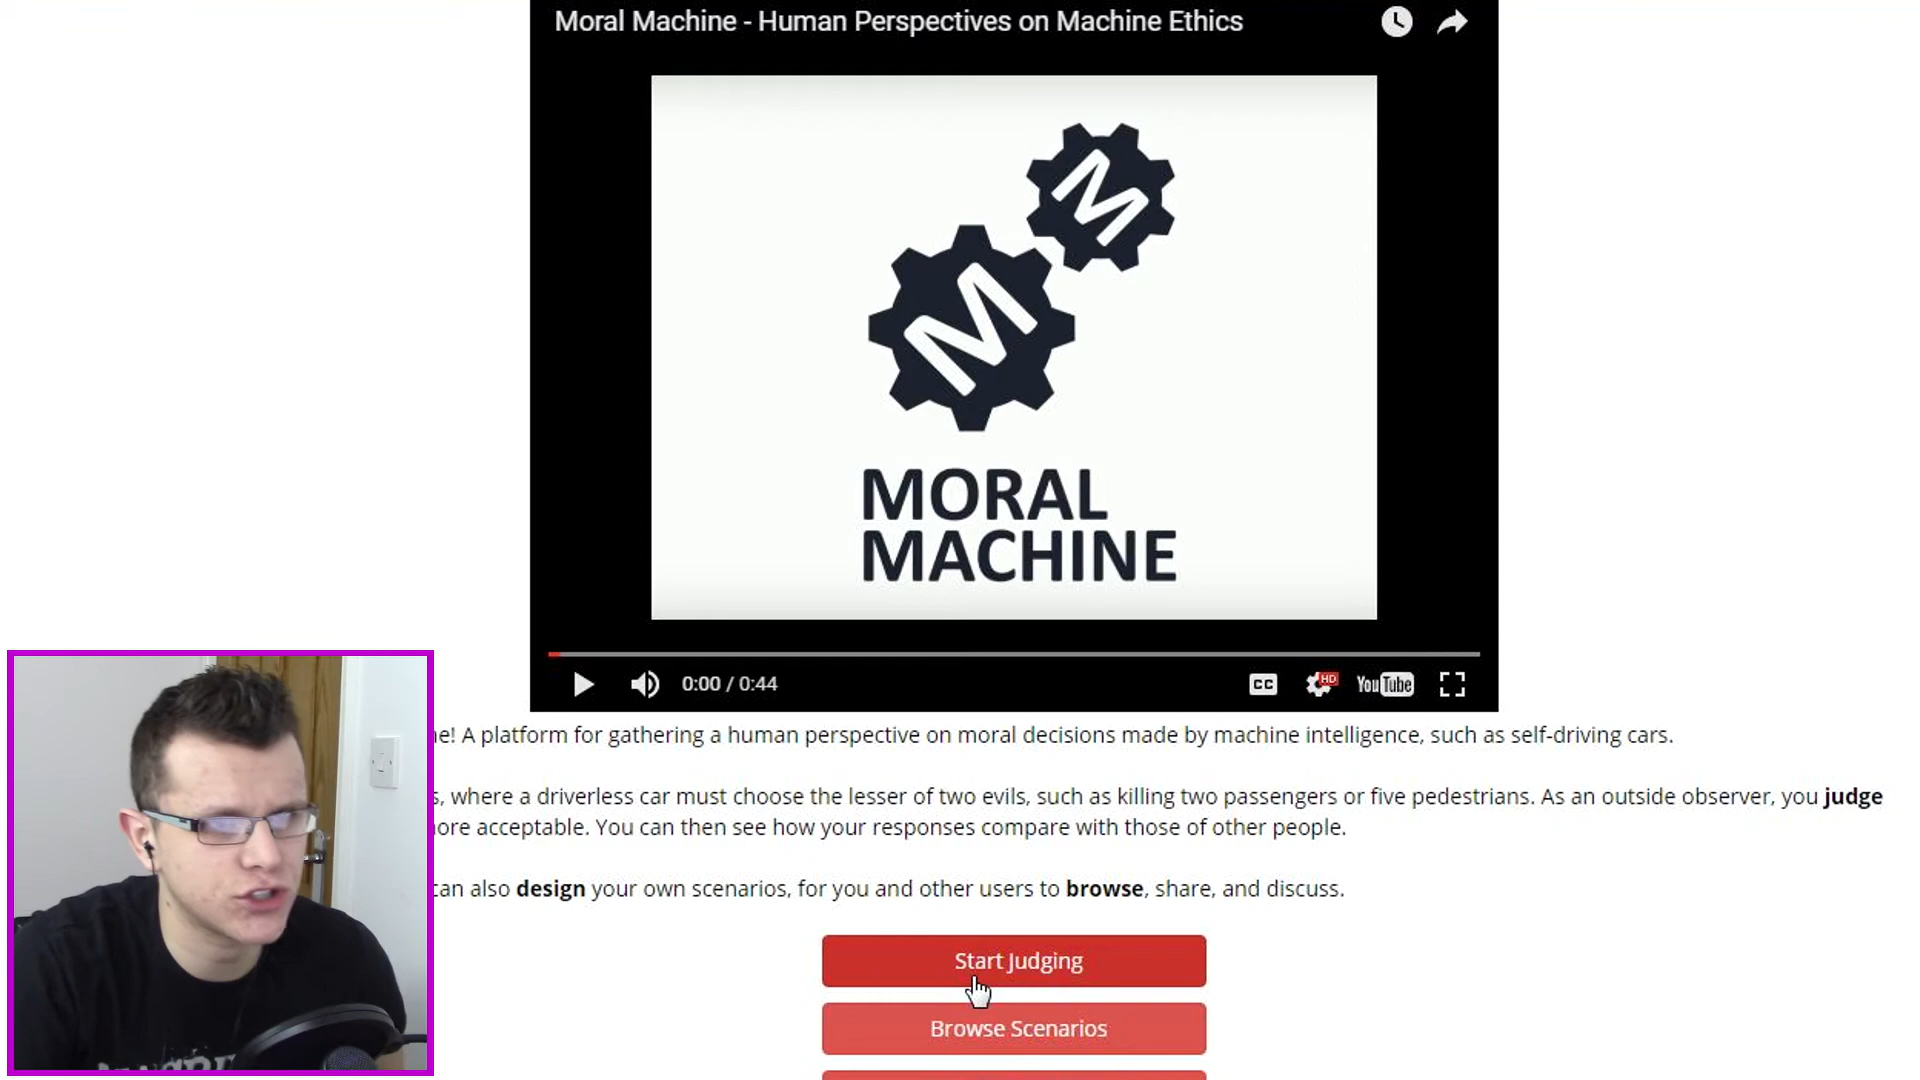 Moral Machine - Human Perspectives on Machine Ethics
M
M
MORAL
MACHINE
0:00 / 0:44
CC
HD
YouTube
ne! A platform for gathering a human perspective on moral decisions made by machine intelligence, such as self-driving cars.
s, where a driverless car must choose the lesser of two evils, such as killing two passengers or five pedestrians. As an outside observer, you judge
ore acceptable. You can then see how your responses compare with those of other people.
can also design your own scenarios, for you and other users to browse, share, and discuss.
Start Judging
Browse Scenarios